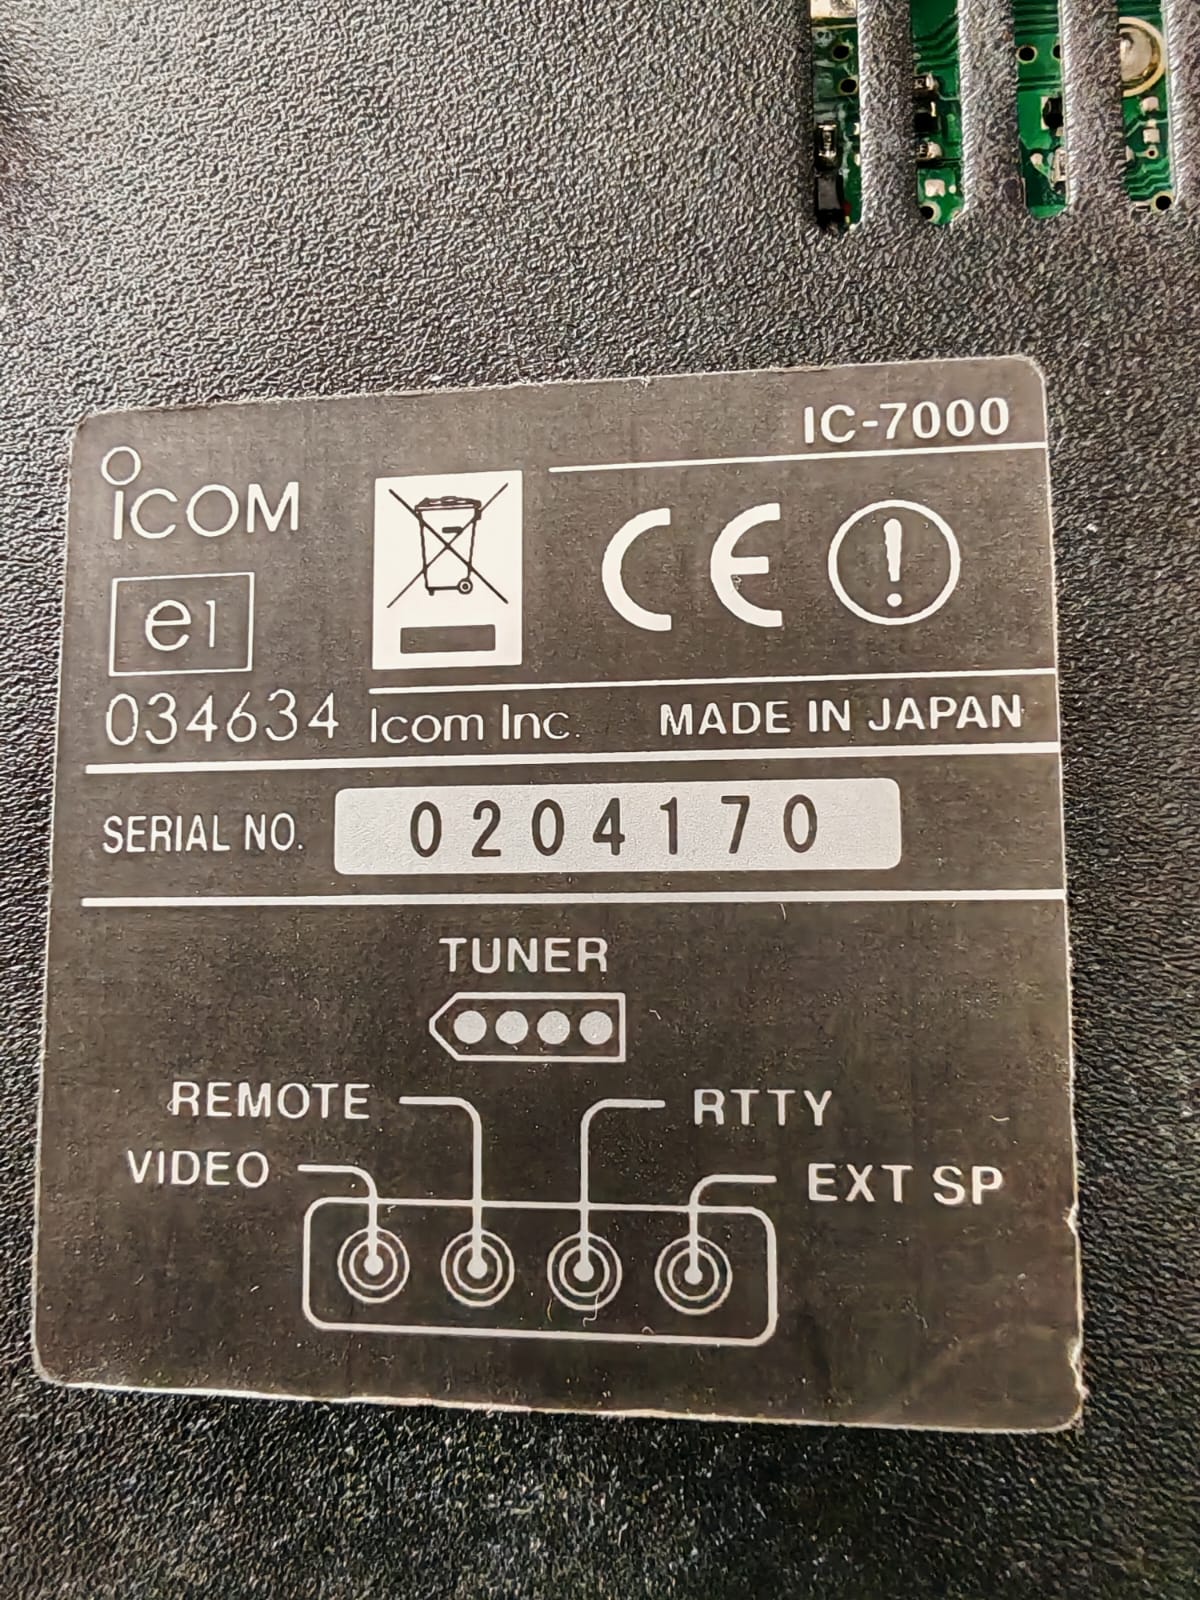 IC-7000
ICOM
CE
e1
034634 Icom Inc. MADE IN JAPAN
SERIAL NO. 0204170
TUNER
REMOTE RTTY
VIDEO EXT SP